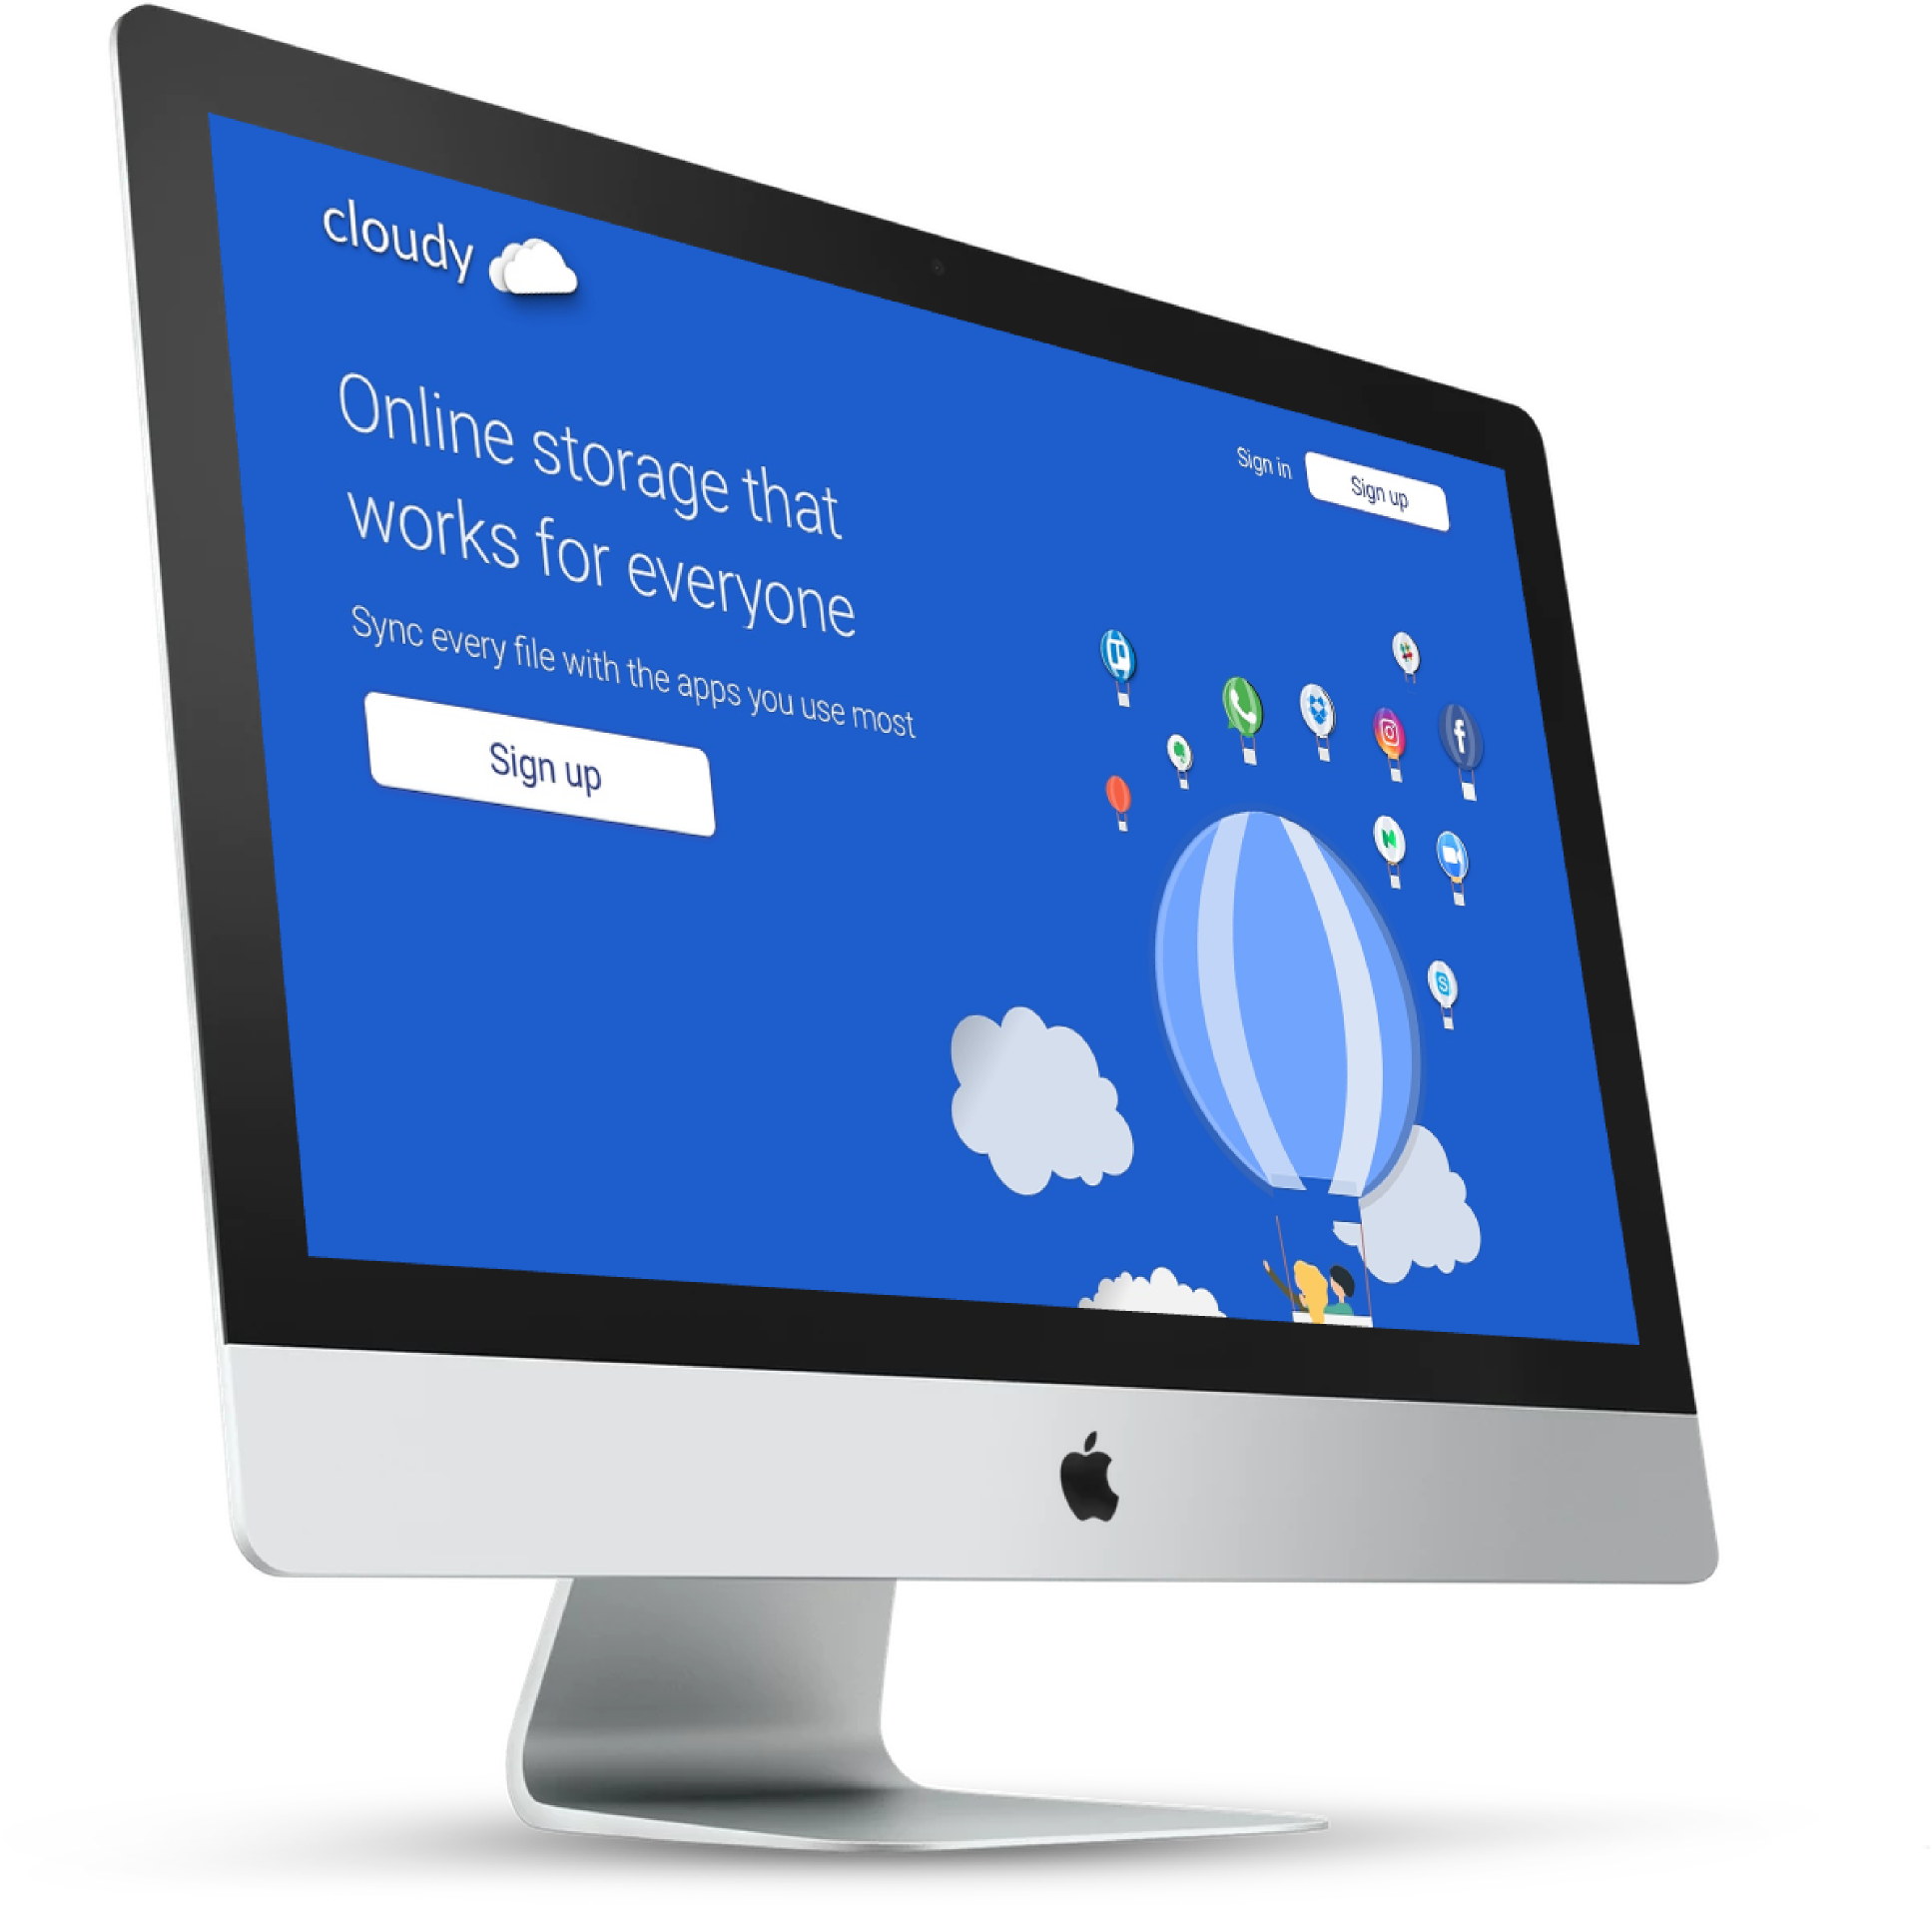 cloudy
Sign in
Sign up
Online storage that
works for everyone
Sync every file with the apps you use most
Sign up